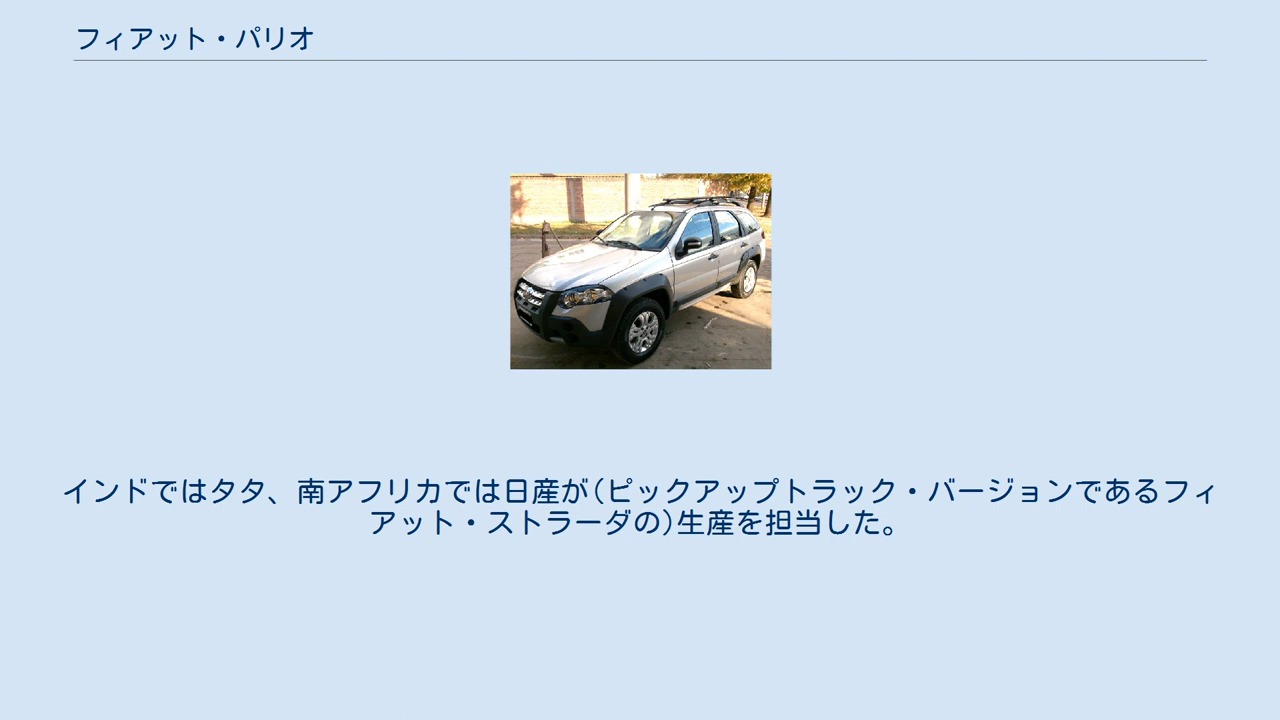 フィアット・パリオ
インドではタタ、南アフリカでは日産が(ピックアップトラック・バージョンであるフィ
アット・ストラーダの)生産を担当した。